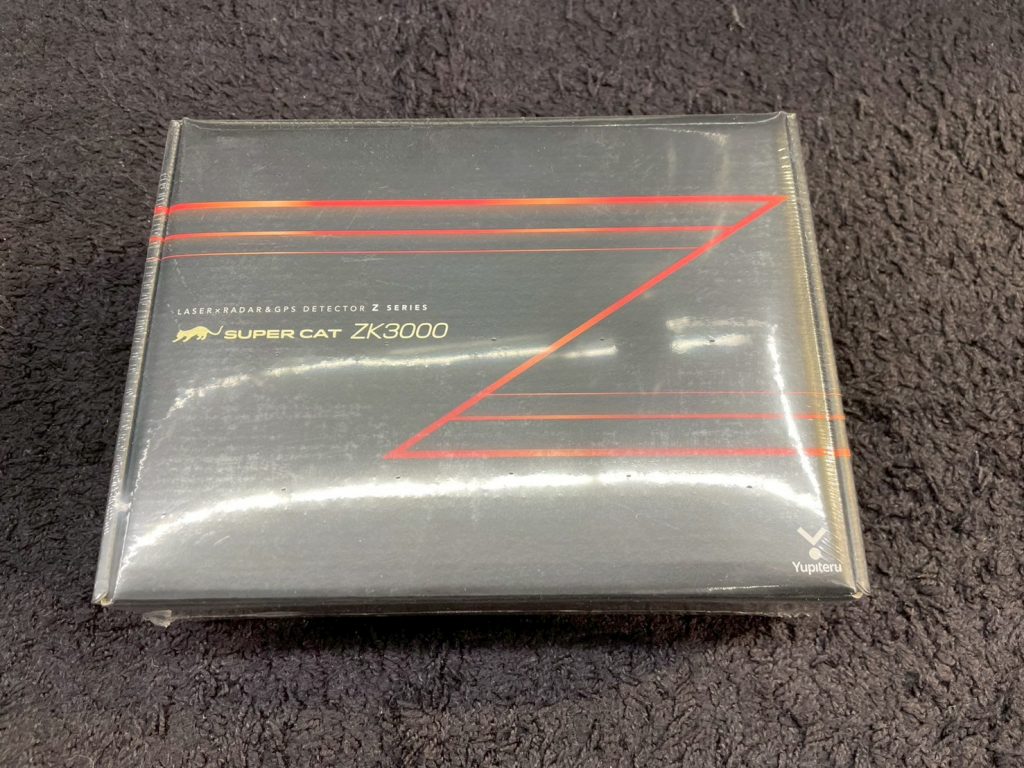 LASER×RADAR&GPS DETECTOR Z SERIES
SUPER CAT ZK3000
Yupiteru